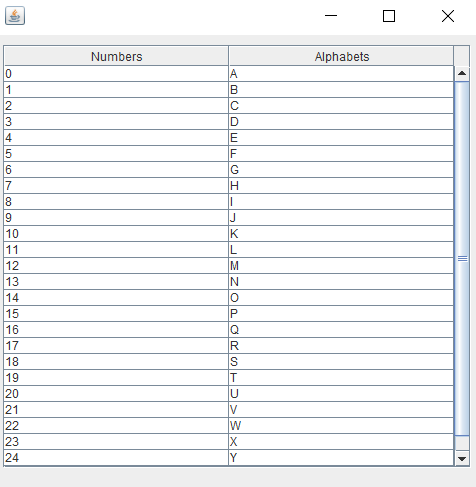 Numbers Alphabets
0 A
1 B
2 C
3 D
4 E
5 F
6 G
7 H
8 I
9 J
10 K
11 L
12 M
13 N
14 O
15 P
16 Q
17 R
18 S
19 T
20 U
21 V
22 W
23 X
24 Y